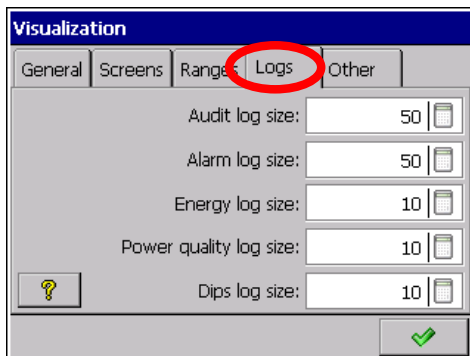 Visualization
General Screens Ranges Logs Other
Audit log size: 50
Alarm log size: 50
Energy log size: 10
Power quality log size: 10
? Dips log size: 10